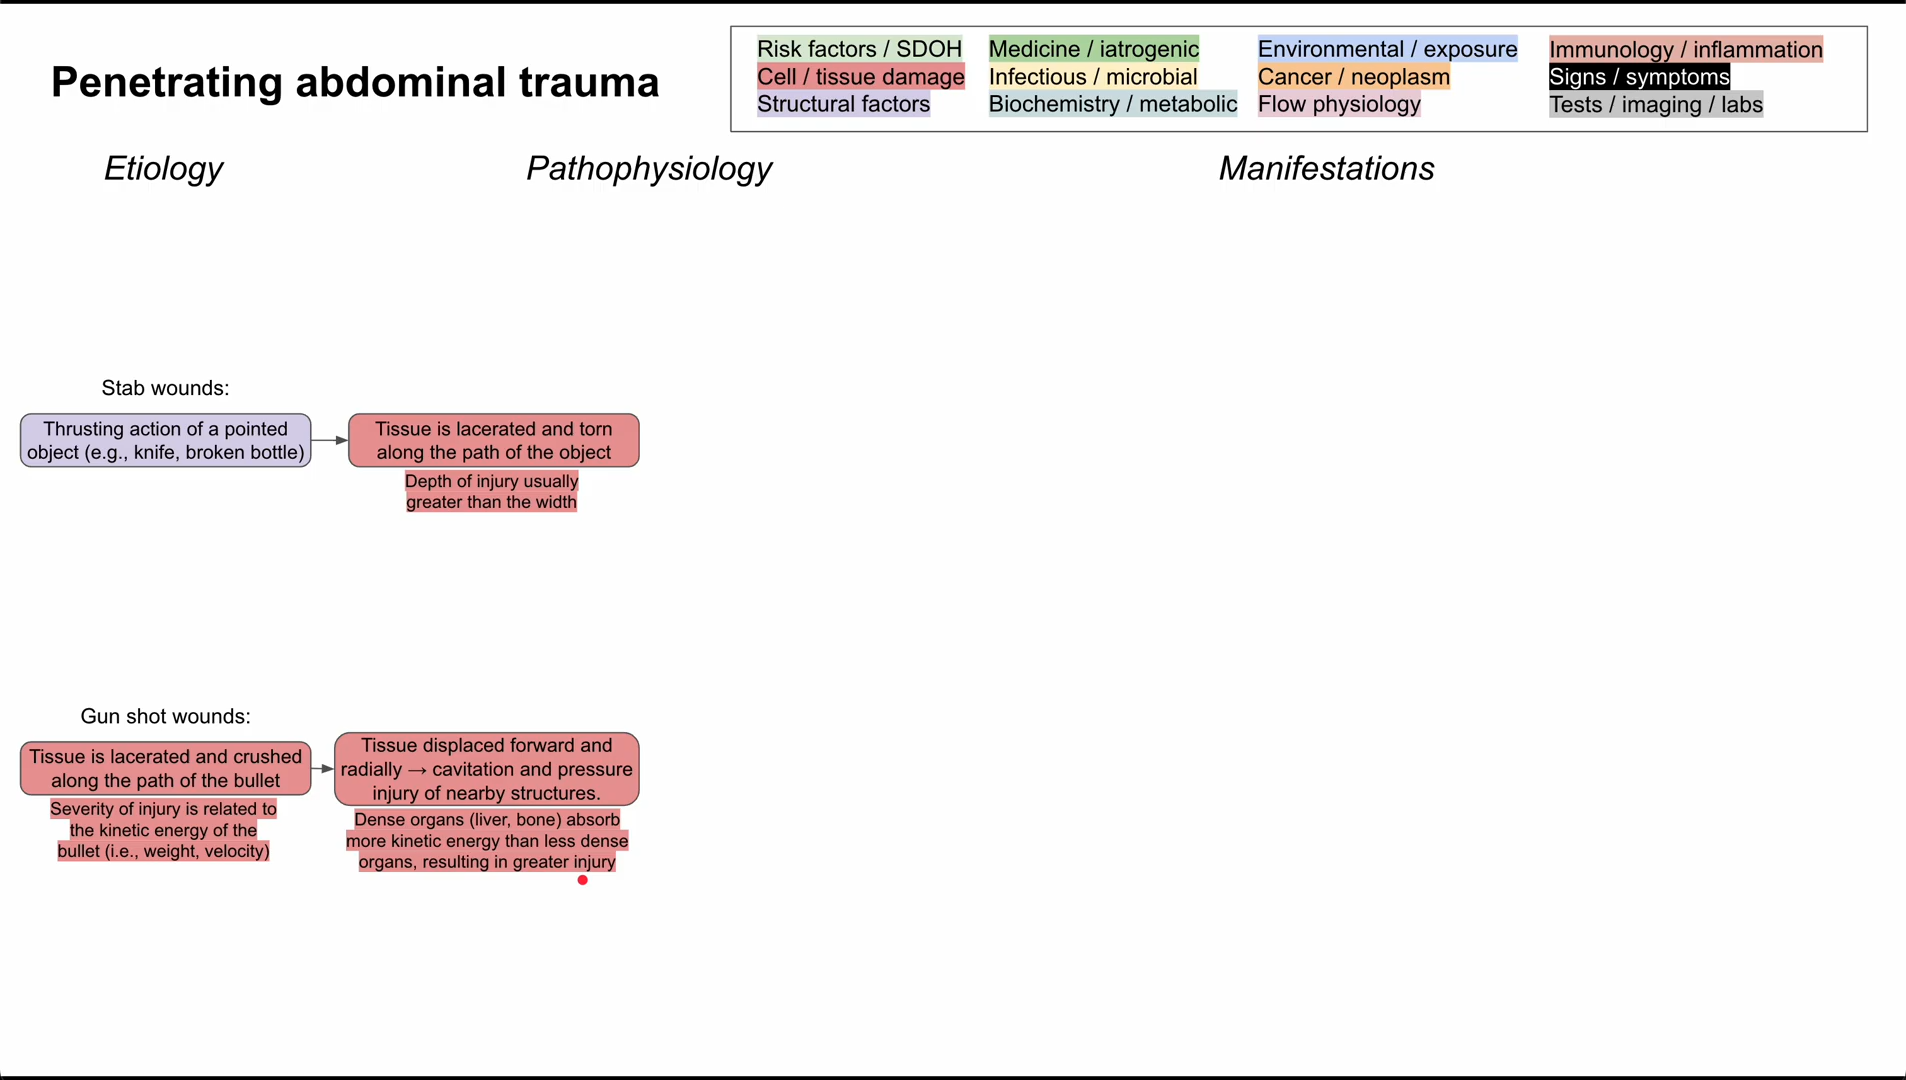 Penetrating abdominal trauma
Risk factors / SDOH
Cell / tissue damage
Structural factors
Medicine / iatrogenic
Infectious / microbial
Biochemistry / metabolic
Environmental / exposure
Cancer / neoplasm
Flow physiology
Immunology / inflammation
Signs / symptoms
Tests / imaging / labs
Etiology
Pathophysiology
Manifestations
Stab wounds:
Thrusting action of a pointed
object (e.g., knife, broken bottle)
Tissue is lacerated and torn
along the path of the object
Depth of injury usually
greater than the width
Gun shot wounds:
Tissue is lacerated and crushed
along the path of the bullet
Severity of injury is related to
the kinetic energy of the
bullet (i.e., weight, velocity)
Tissue displaced forward and
radially → cavitation and pressure
injury of nearby structures.
Dense organs (liver, bone) absorb
more kinetic energy than less dense
organs, resulting in greater injury